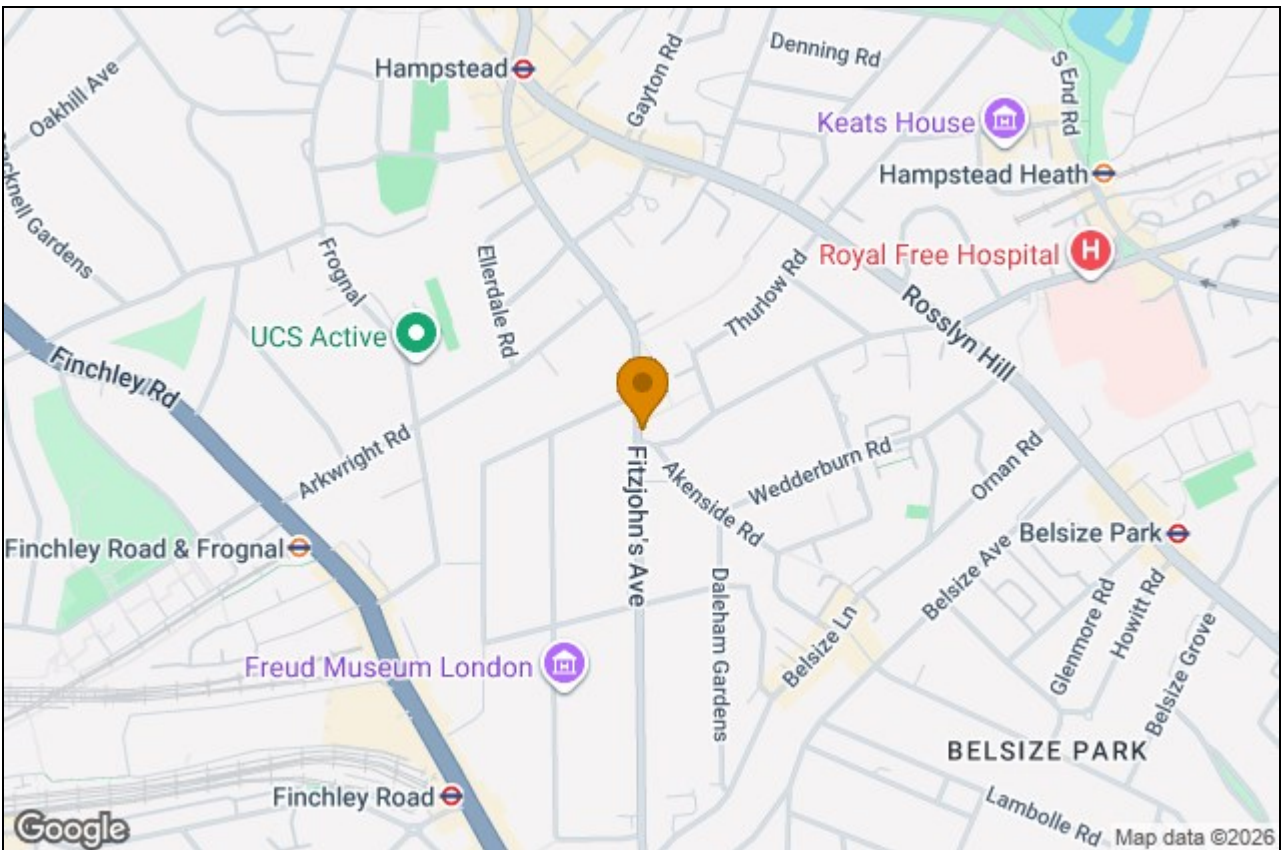 Hampstead
Gayton Rd
Denning Rd
S End Rd
Oakhill Ave
Keats House
Hampstead Heath
Bracknell Gardens
Frognal
Ellerdale Rd
Royal Free Hospital
H
Thurlow Rd
Rosslyn Hill
UCS Active
Finchley Rd
Arkwright Rd
Fitzjohn's Ave
Akenside Rd
Wedderburn Rd
Ornan Rd
Finchley Road & Frognal
Belsize Park
Belsize Ave
Daleham Gardens
Belsize Ln
Glenmore Rd
Howitt Rd
Belsize Grove
Freud Museum London
BELSIZE PARK
Finchley Road
Lambolle Rd
Google
Map data ©2026